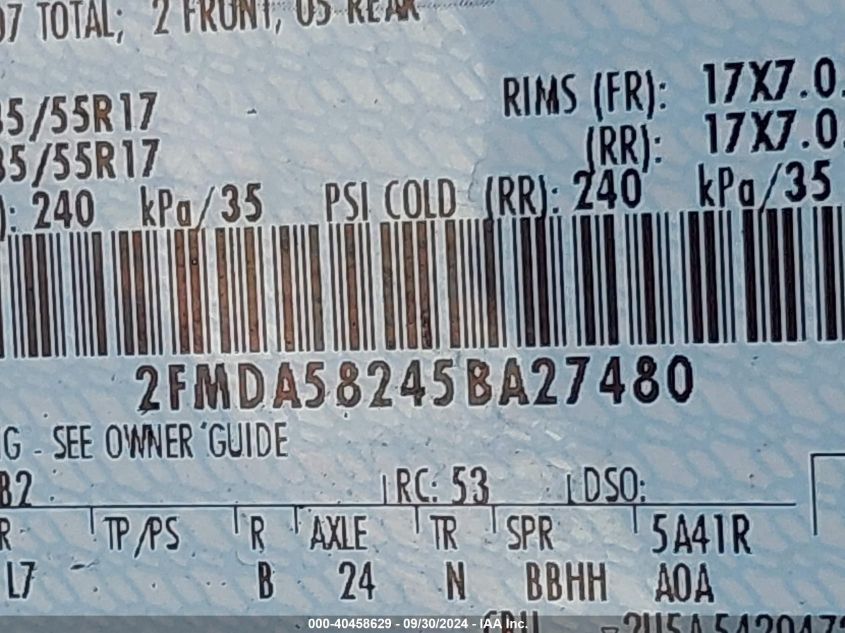 07 TOTAL; 2 FRONT, 05 REAR
35/55R17 RIMS (FR): 17X7.0
35/55R17 (RR): 17X7.0
): 240 kPa/35 PSI COLD (RR): 240 kPa/35
2FMDA58245BA27480
G - SEE OWNER GUIDE
B2 RC: 53 DSO:
R TP/PS R AXLE TR SPR 5A41R
L7 B 24 N BBHH A0A
000-40458629 - 09/30/2024 - IAA Inc.